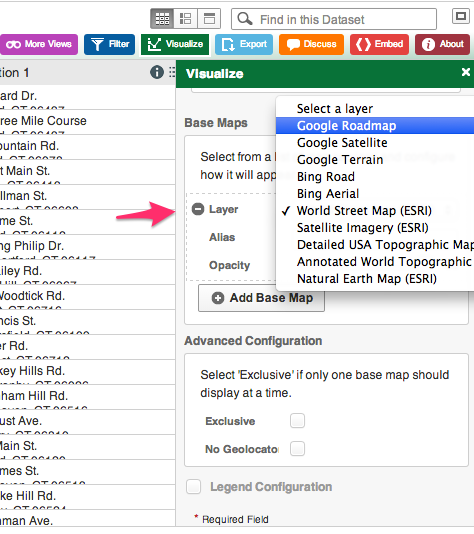 Find in this Dataset
More Views
Filter
Visualize
Export
Discuss
Embed
About
tion 1
Visualize
ard Dr.
ree Mile Course
ountain Rd.
t Main St.
llman St.
me St.
ng Philip Dr.
ailey Rd.
Woodtick Rd.
ncis St.
er Rd.
key Hills Rd.
ham Hill Rd.
ust Ave.
Main St.
mes St.
ke Hill Rd.
nman Ave.
Base Maps
Select from a
how it will app
Layer
Alias
Opacity
Select a layer
Google Roadmap
Google Satellite
Google Terrain
Bing Road
Bing Aerial
✓ World Street Map (ESRI)
Satellite Imagery (ESRI)
Detailed USA Topographic Map
Annotated World Topographic
Natural Earth Map (ESRI)
Add Base Map
Advanced Configuration
Select 'Exclusive' if only one base map should
display at a time.
Exclusive
No Geolocato
Legend Configuration
* Required Field